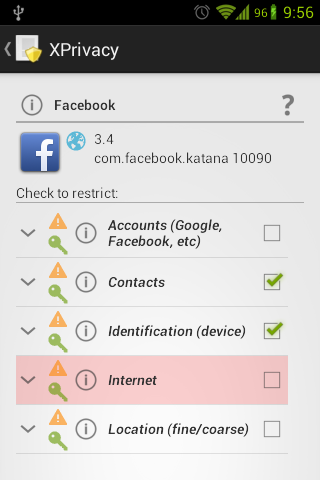 96 9:56
XPrivacy
Facebook ?
f
3.4
com.facebook.katana 10090
Check to restrict:
Accounts (Google,
Facebook, etc)
Contacts
Identification (device)
Internet
Location (fine/coarse)